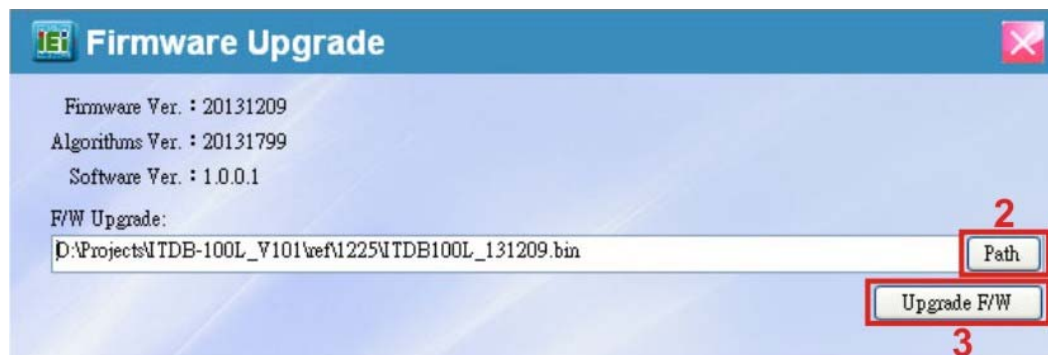 IEi Firmware Upgrade
Firmware Ver. : 20131209
Algorithms Ver. : 20131799
Software Ver. : 1.0.0.1
F/W Upgrade:
2
D:\Projects\ITDB-100L_V101\ref\1225\ITDB100L_131209.bin
Path
Upgrade F/W
3